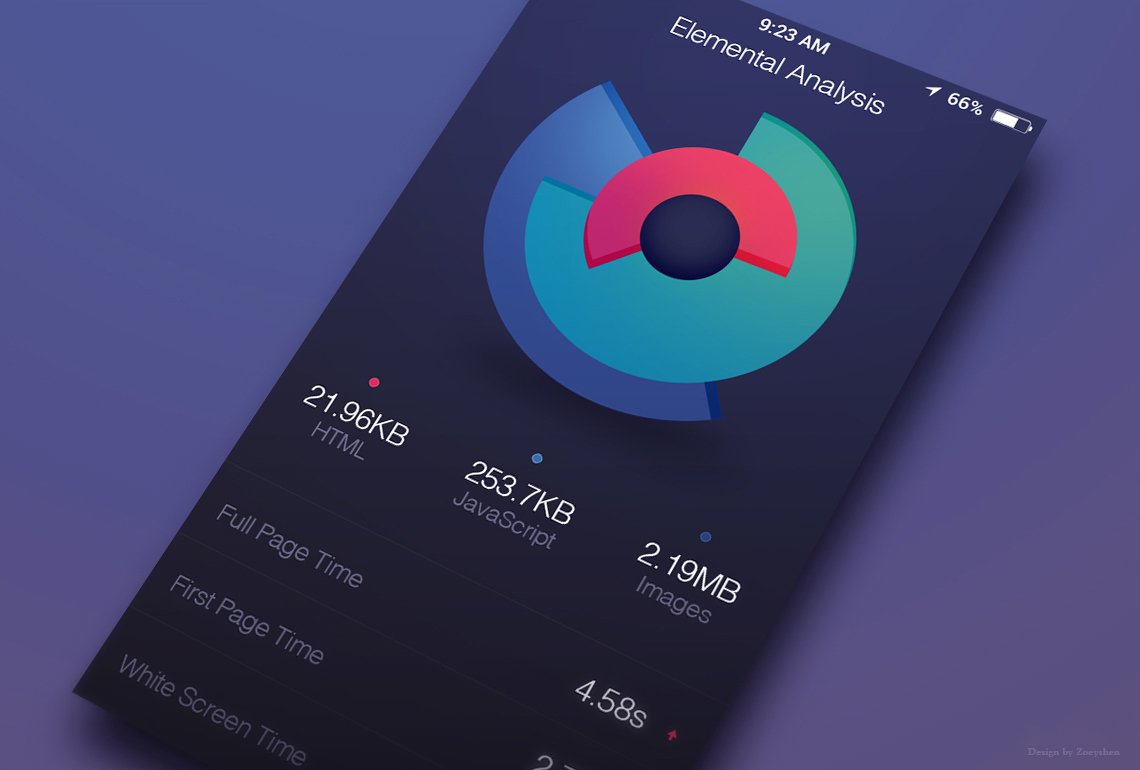 9:23 AM
66%
Elemental Analysis
21.96KB
HTML
253.7KB
JavaScript
2.19MB
Images
Full Page Time
4.58s
First Page Time
White Screen Time
Design by Zoeyshen